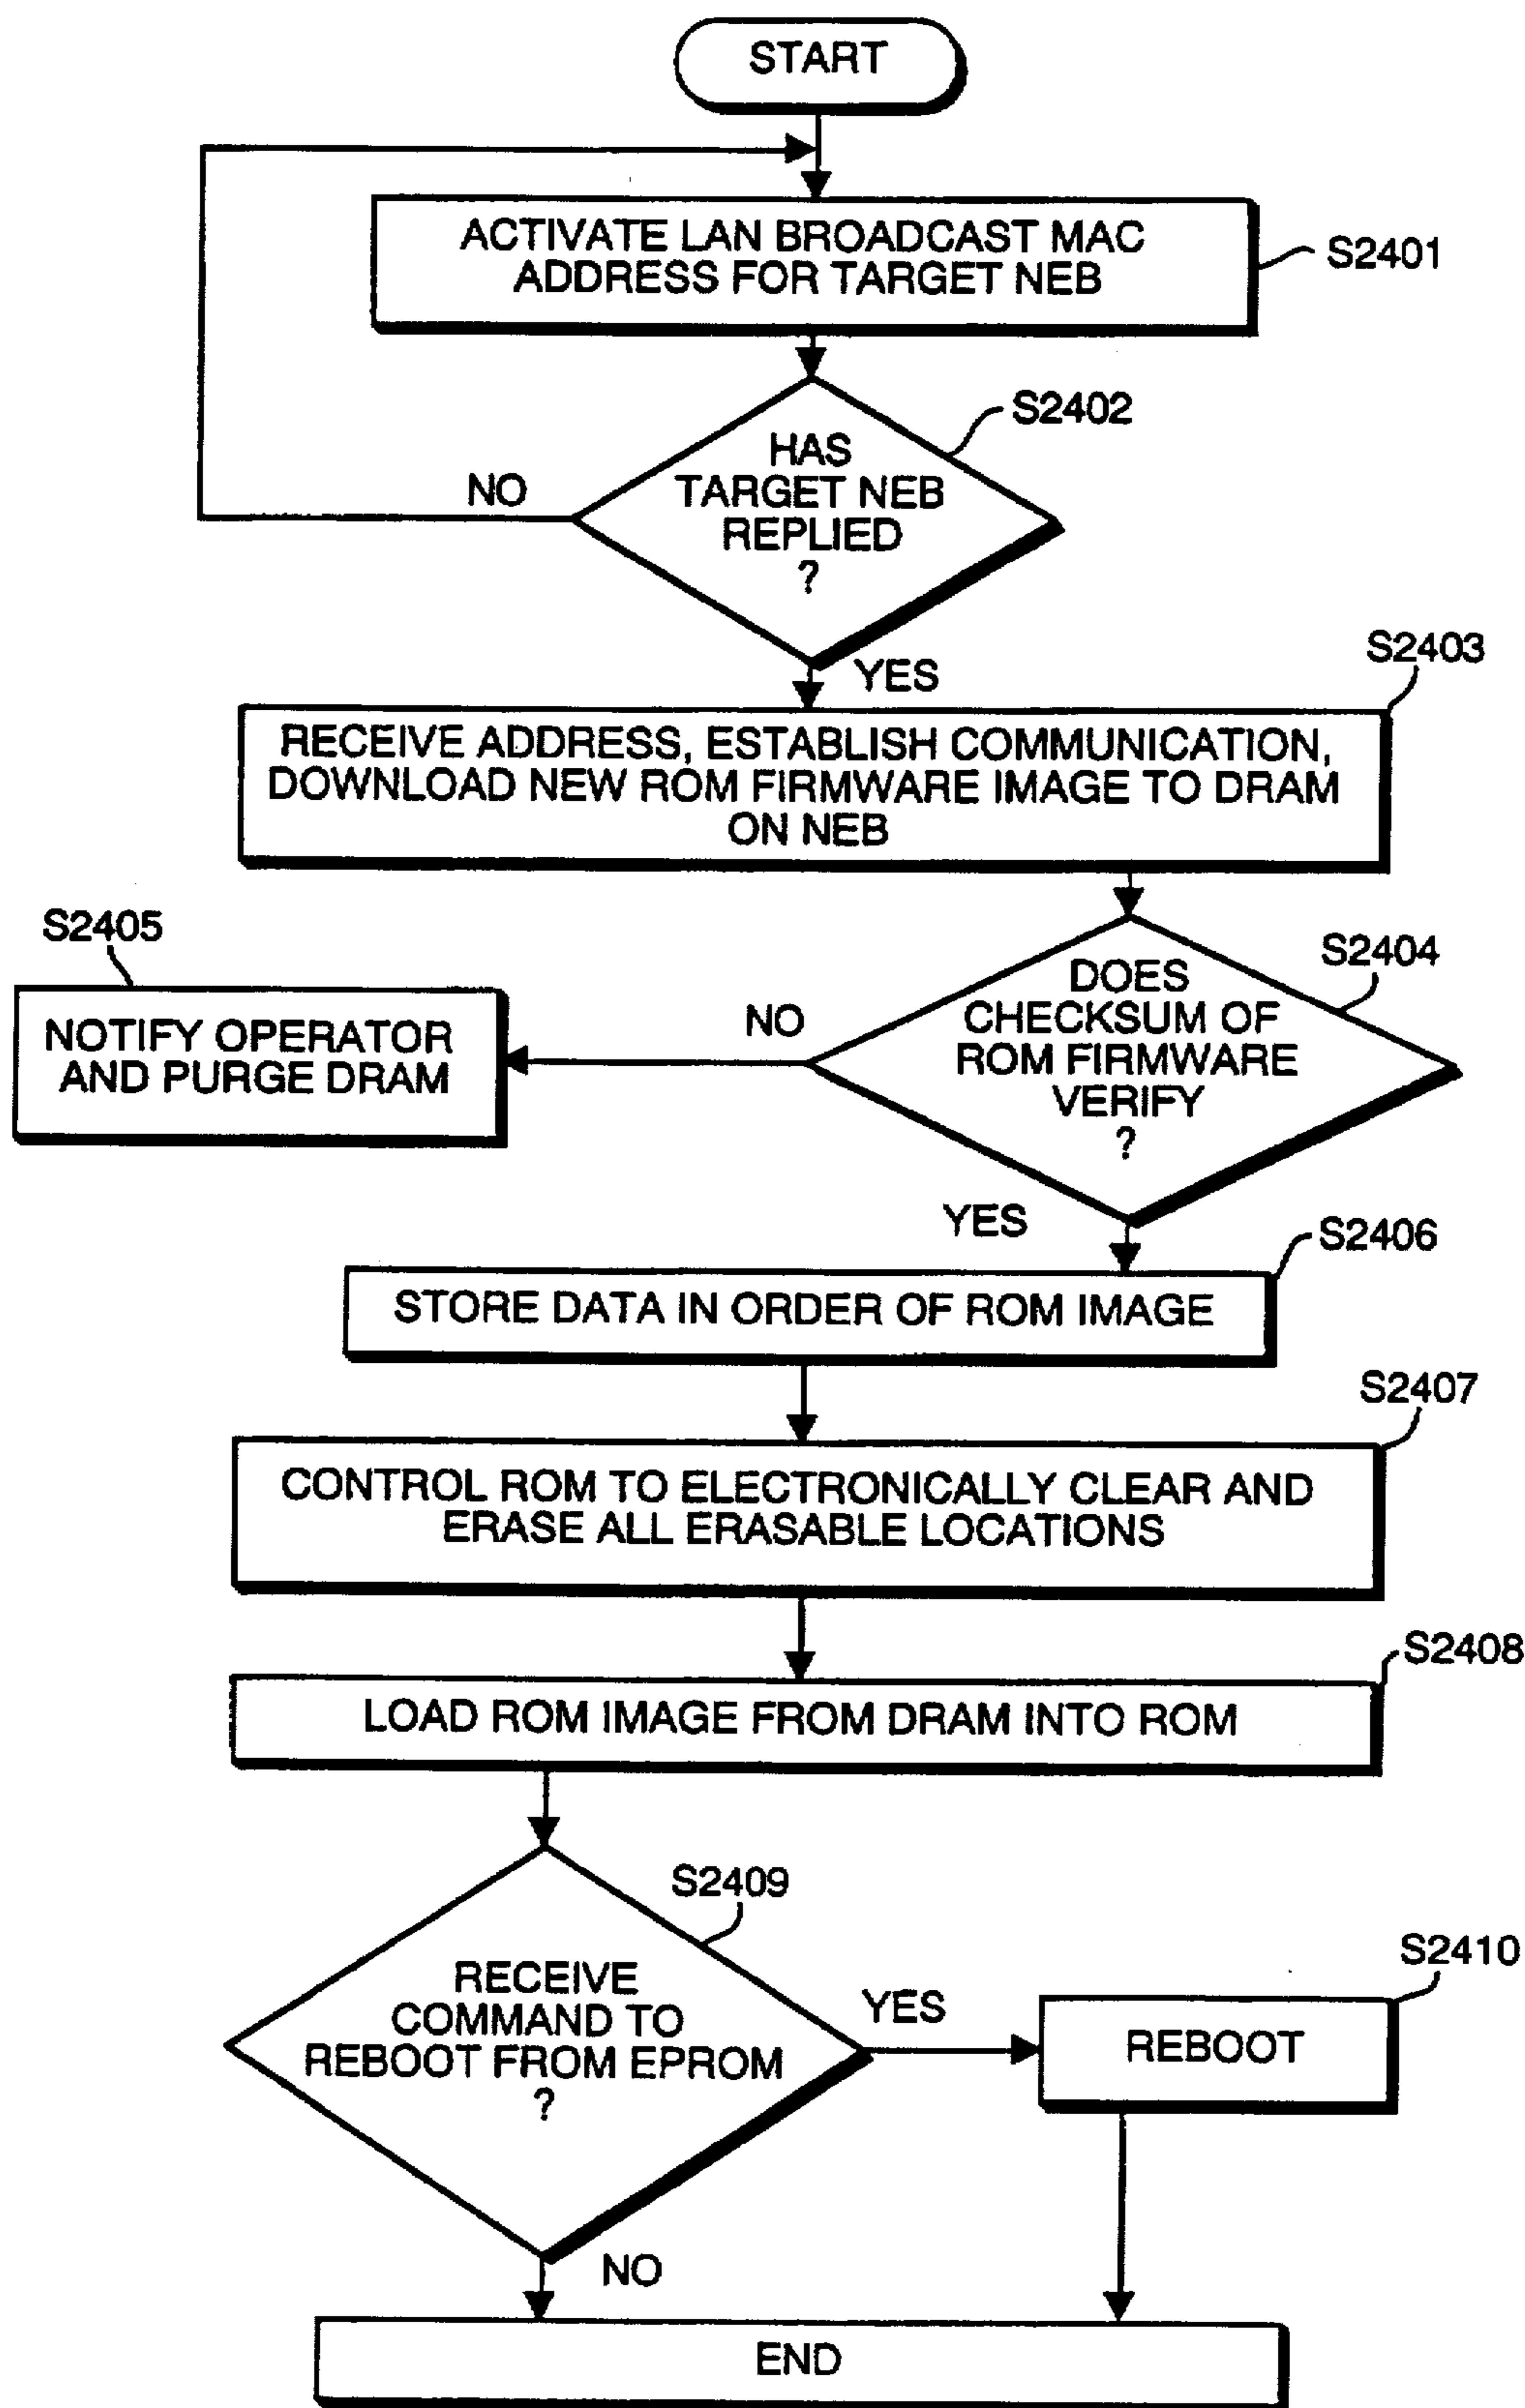 START
ACTIVATE LAN BROADCAST MAC
ADDRESS FOR TARGET NEB
S2401
S2402
HAS
TARGET NEB
REPLIED
?
NO
YES
S2403
RECEIVE ADDRESS, ESTABLISH COMMUNICATION,
DOWNLOAD NEW ROM FIRMWARE IMAGE TO DRAM
ON NEB
S2405
NOTIFY OPERATOR
AND PURGE DRAM
NO
S2404
DOES
CHECKSUM OF
ROM FIRMWARE
VERIFY
?
YES
S2406
STORE DATA IN ORDER OF ROM IMAGE
S2407
CONTROL ROM TO ELECTRONICALLY CLEAR AND
ERASE ALL ERASABLE LOCATIONS
S2408
LOAD ROM IMAGE FROM DRAM INTO ROM
S2409
RECEIVE
COMMAND TO
REBOOT FROM EPROM
?
YES
S2410
REBOOT
NO
END